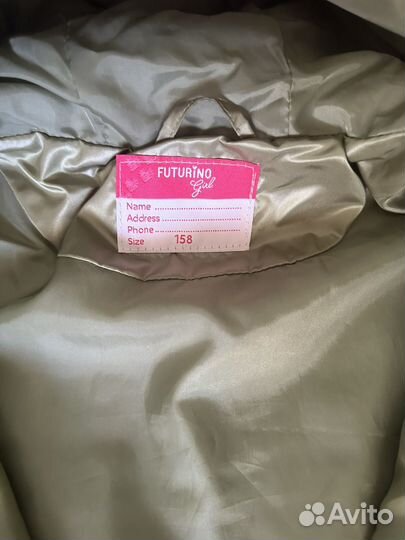 FUTURINO
Girl
Name ........................
Address ........................
Phone ........................
Size 158
Avito